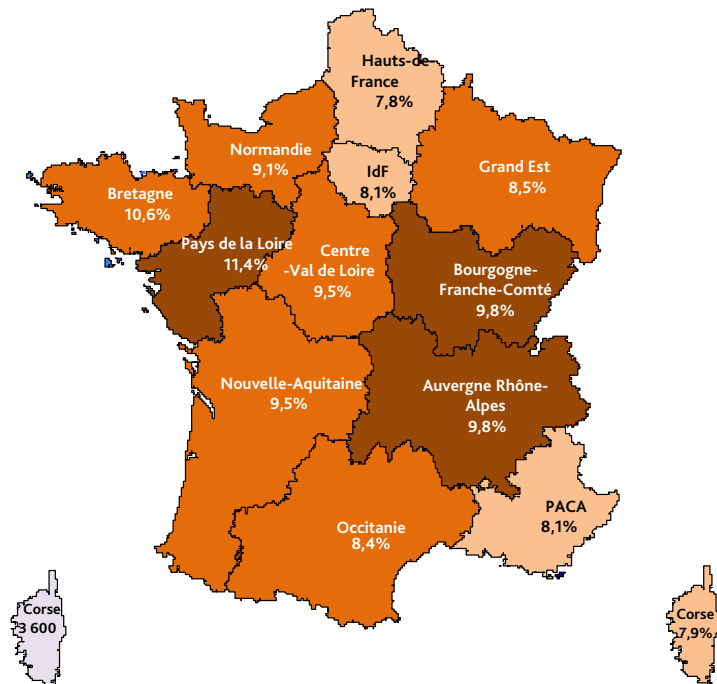 Hauts-de-
France
7,8%
Normandie
9,1%
IdF
8,1%
Grand Est
8,5%
Bretagne
10,6%
Pays de la Loire
11,4%
Centre
-Val de Loire
9,5%
Bourgogne-
Franche-Comté
9,8%
Nouvelle-Aquitaine
9,5%
Auvergne Rhône-
Alpes
9,8%
PACA
8,1%
Occitanie
8,4%
Corse
3 600
Corse
7,9%